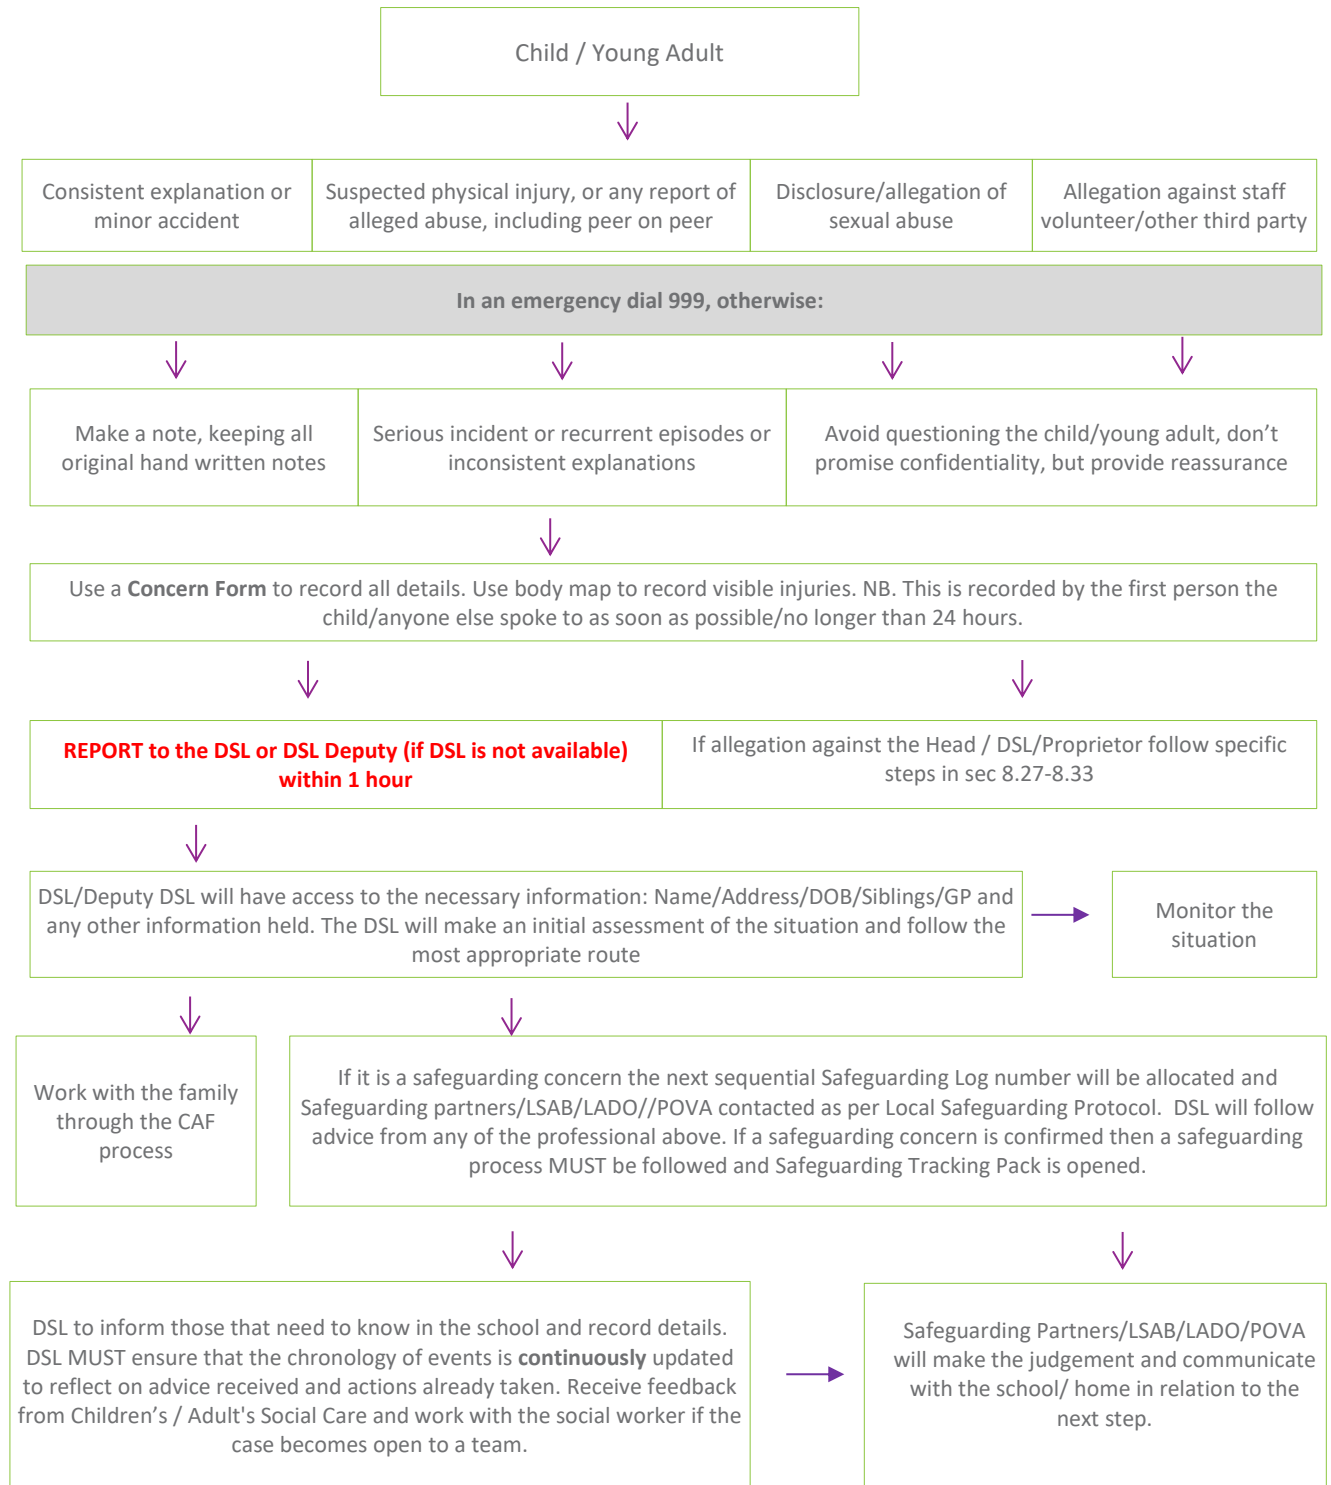 Child / Young Adult
Consistent explanation or
minor accident
Suspected physical injury, or any report of
alleged abuse, including peer on peer
Disclosure/allegation of
sexual abuse
Allegation against staff
volunteer/other third party
In an emergency dial 999, otherwise:
Make a note, keeping all
original hand written notes
Serious incident or recurrent episodes or
inconsistent explanations
Avoid questioning the child/young adult, don’t
promise confidentiality, but provide reassurance
Use a Concern Form to record all details. Use body map to record visible injuries. NB. This is recorded by the first person the
child/anyone else spoke to as soon as possible/no longer than 24 hours.
REPORT to the DSL or DSL Deputy (if DSL is not available)
within 1 hour
If allegation against the Head / DSL/Proprietor follow specific
steps in sec 8.27-8.33
DSL/Deputy DSL will have access to the necessary information: Name/Address/DOB/Siblings/GP and
any other information held. The DSL will make an initial assessment of the situation and follow the
most appropriate route
Monitor the
situation
Work with the family
through the CAF
process
If it is a safeguarding concern the next sequential Safeguarding Log number will be allocated and
Safeguarding partners/LSAB/LADO//POVA contacted as per Local Safeguarding Protocol.  DSL will follow
advice from any of the professional above. If a safeguarding concern is confirmed then a safeguarding
process MUST be followed and Safeguarding Tracking Pack is opened.
DSL to inform those that need to know in the school and record details.
DSL MUST ensure that the chronology of events is continuously updated
to reflect on advice received and actions already taken. Receive feedback
from Children’s / Adult's Social Care and work with the social worker if the
case becomes open to a team.
Safeguarding Partners/LSAB/LADO/POVA
will make the judgement and communicate
with the school/ home in relation to the
next step.